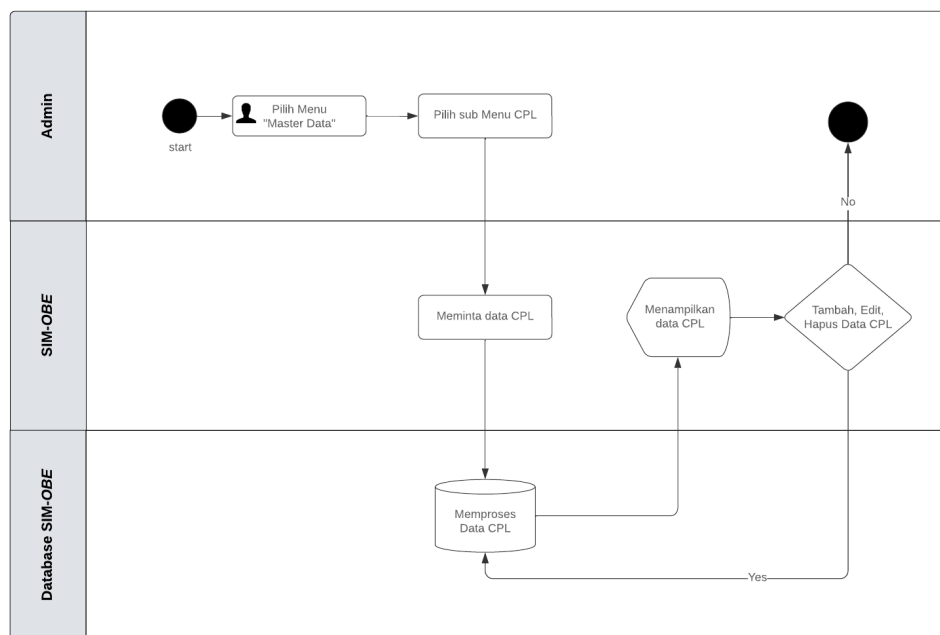 Admin
start
Pilih Menu
"Master Data"
Pilih sub Menu CPL
No
SIM-OBE
Meminta data CPL
Menampilkan
data CPL
Tambah, Edit,
Hapus Data CPL
Database SIM-OBE
Memproses
Data CPL
Yes